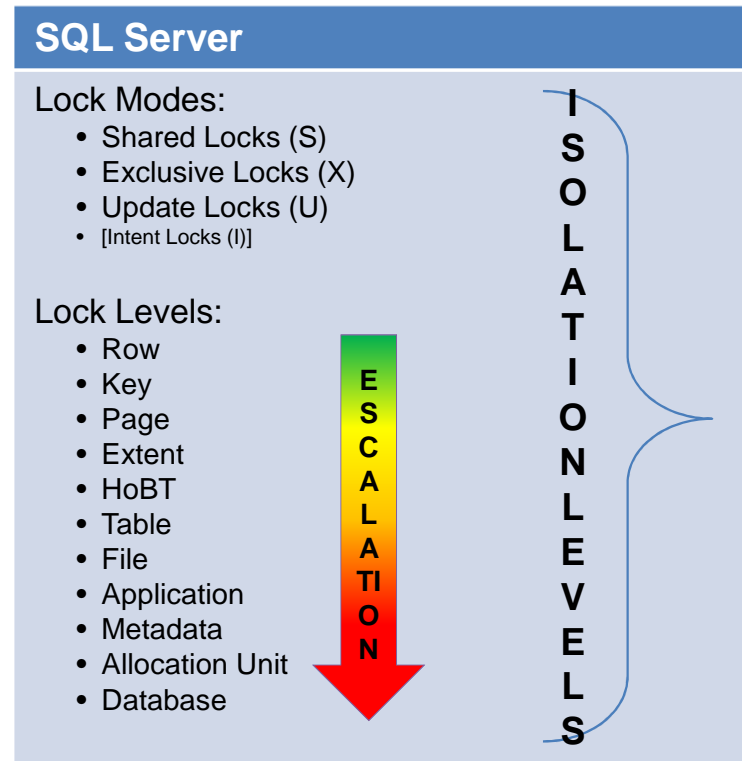 SQL Server
Lock Modes:
• Shared Locks (S)
• Exclusive Locks (X)
• Update Locks (U)
• [Intent Locks (I)]
Lock Levels:
• Row
• Key
• Page
• Extent
• HoBT
• Table
• File
• Application
• Metadata
• Allocation Unit
• Database
ESCALATION
ISOLATION LEVELS